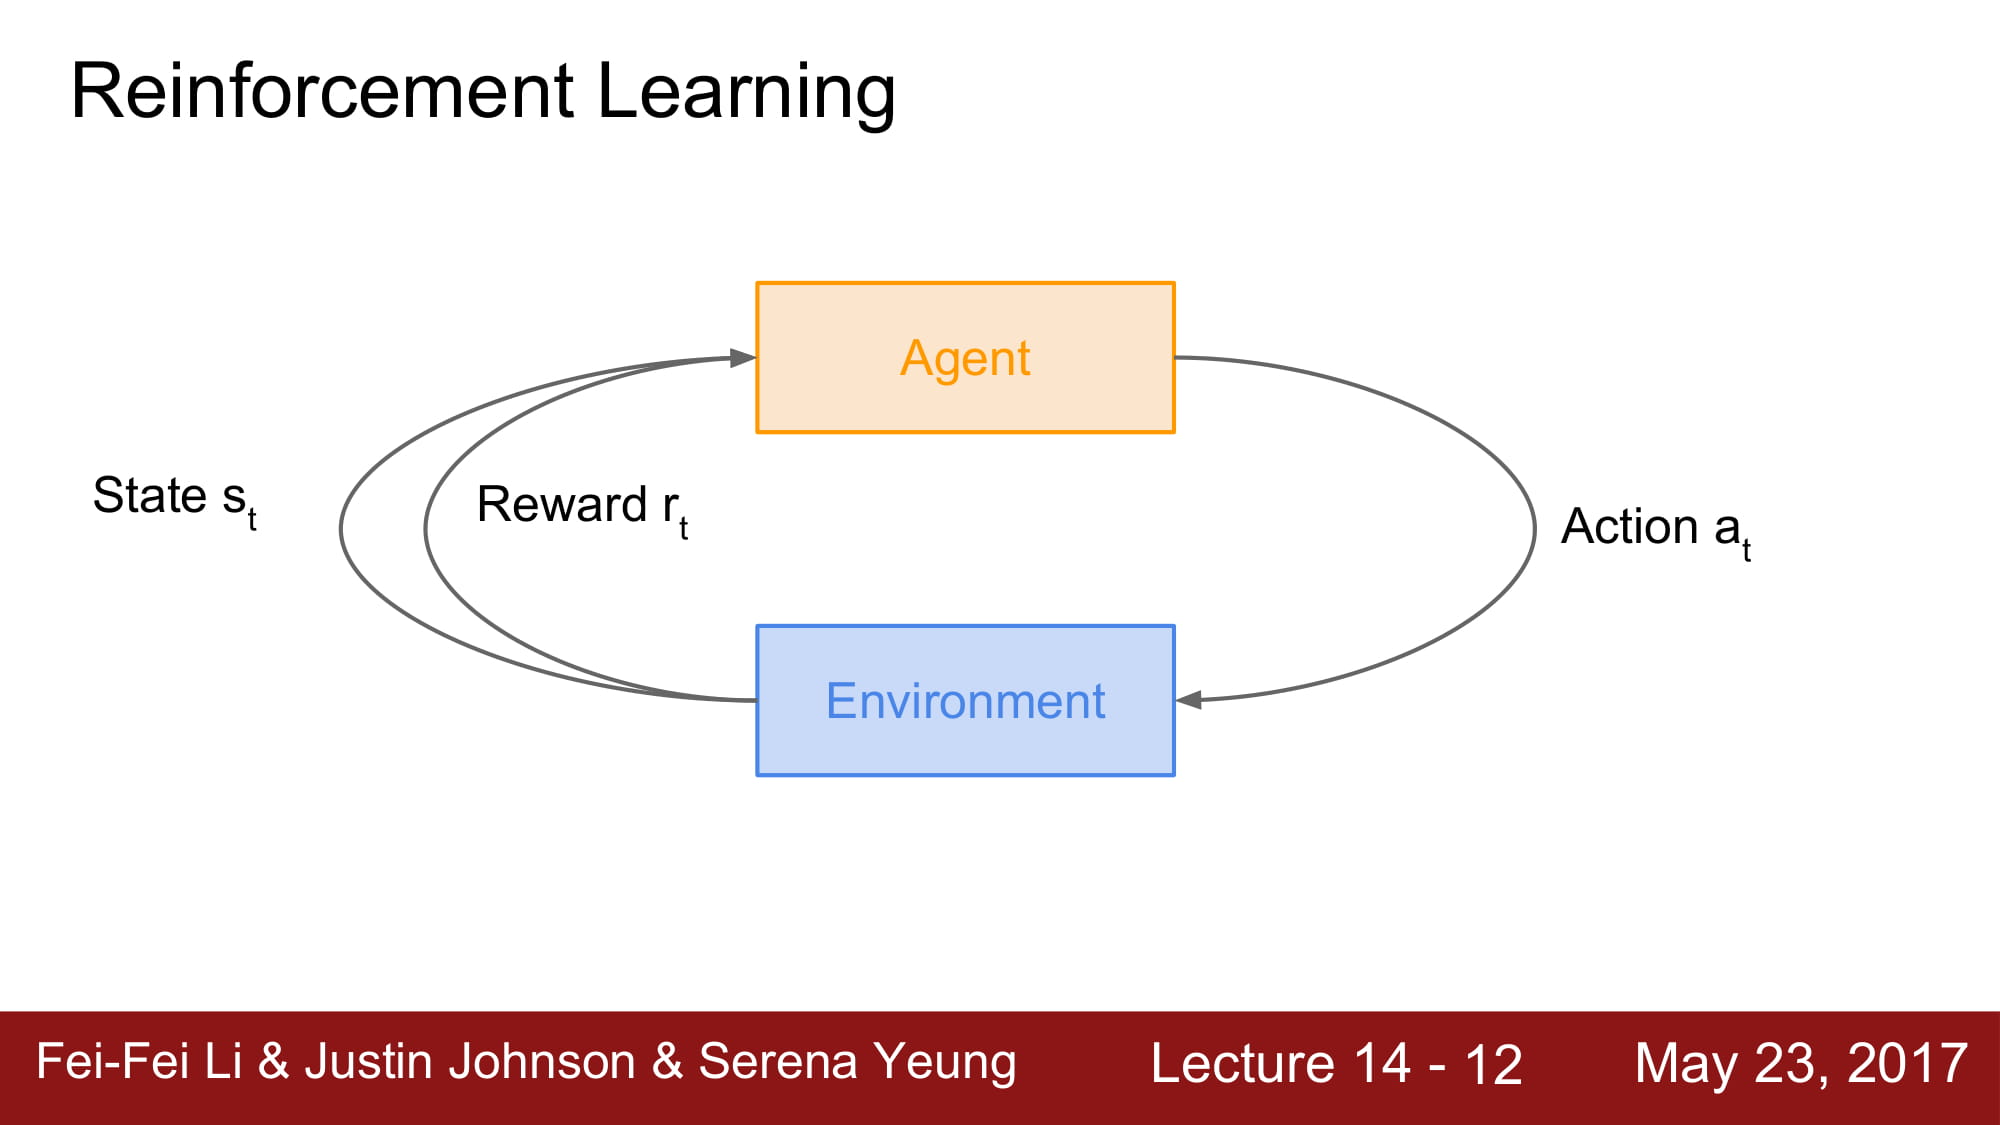 Reinforcement Learning
Agent
State s_t
Reward r_t
Action a_t
Environment
Fei-Fei Li & Justin Johnson & Serena Yeung
Lecture 14 - 12
May 23, 2017